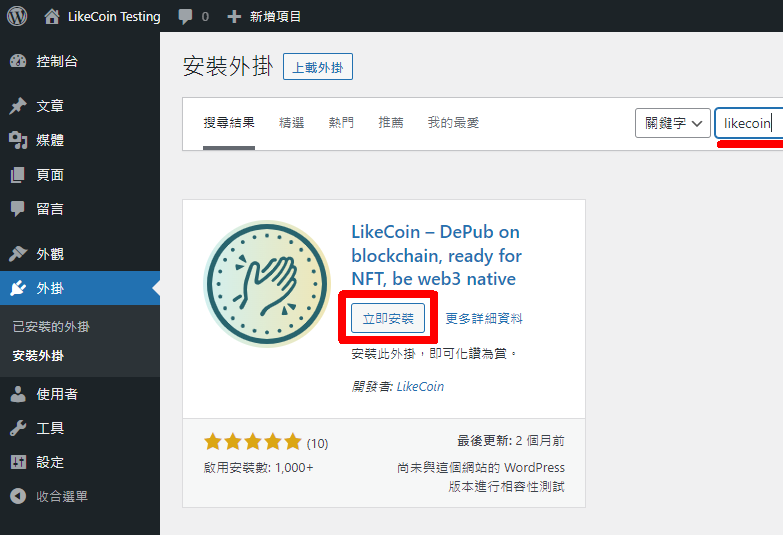 LikeCoin Testing 0 新增項目
控制台
文章
媒體
頁面
留言
外觀
外掛
已安裝的外掛
安裝外掛
使用者
工具
設定
收合選單
安裝外掛 上載外掛
搜尋結果 精選 熱門 推薦 我的最愛 關鍵字 likecoin
LikeCoin – DePub on
blockchain, ready for
NFT, be web3 native
立即安裝 更多詳細資料
安裝此外掛，即可化讚為賞。
開發者: LikeCoin
(10)
啟用安裝數: 1,000+
最後更新: 2 個月前
尚未與這個網站的 WordPress
版本進行相容性測試